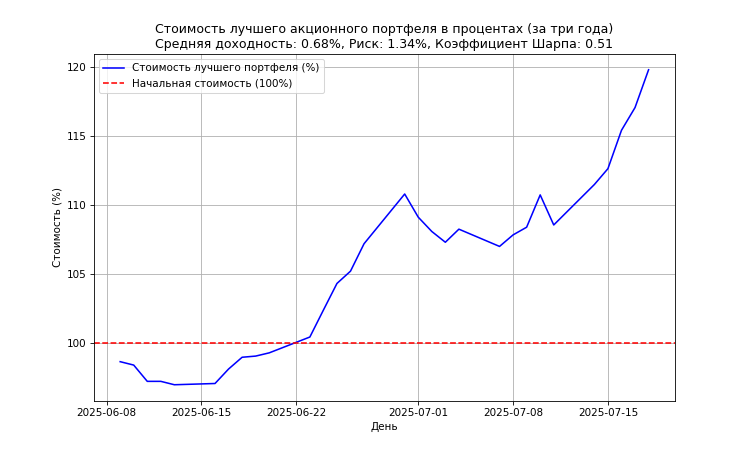 Стоимость лучшего акционного портфеля в процентах (за три года)
Средняя доходность: 0.68%, Риск: 1.34%, Коэффициент Шарпа: 0.51
Стоимость лучшего портфеля (%)
Начальная стоимость (100%)
120
115
110
105
100
Стоимость (%)
2025-06-08 2025-06-15 2025-06-22 2025-07-01 2025-07-08 2025-07-15
День